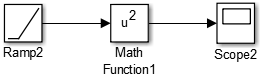 u²
Ramp2
Math
Function1
Scope2